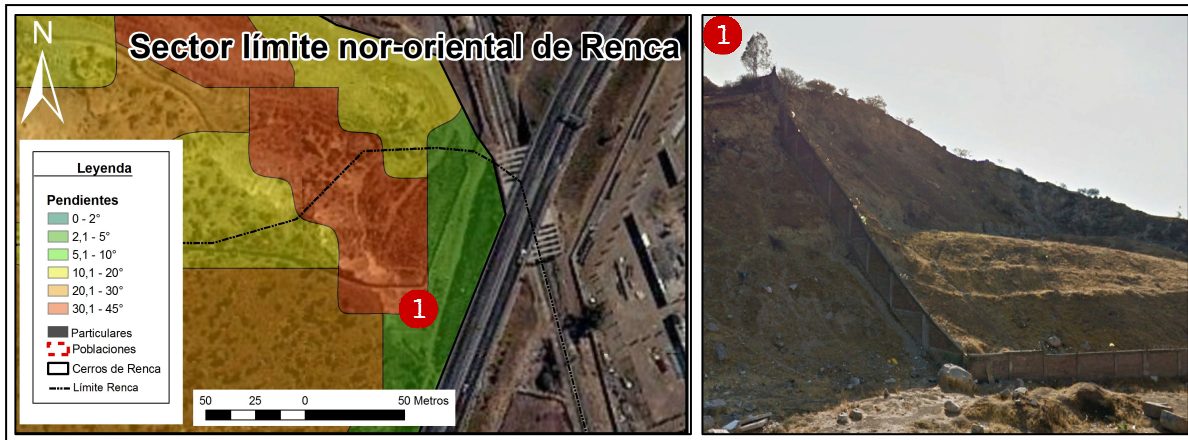 Sector límite nor-oriental de Renca
N
Leyenda
Pendientes
0 - 2°
2,1 - 5°
5,1 - 10°
10,1 - 20°
20,1 - 30°
30,1 - 45°
Particulares
Poblaciones
Cerros de Renca
Límite Renca
50 25 0 50 Metros
1
1